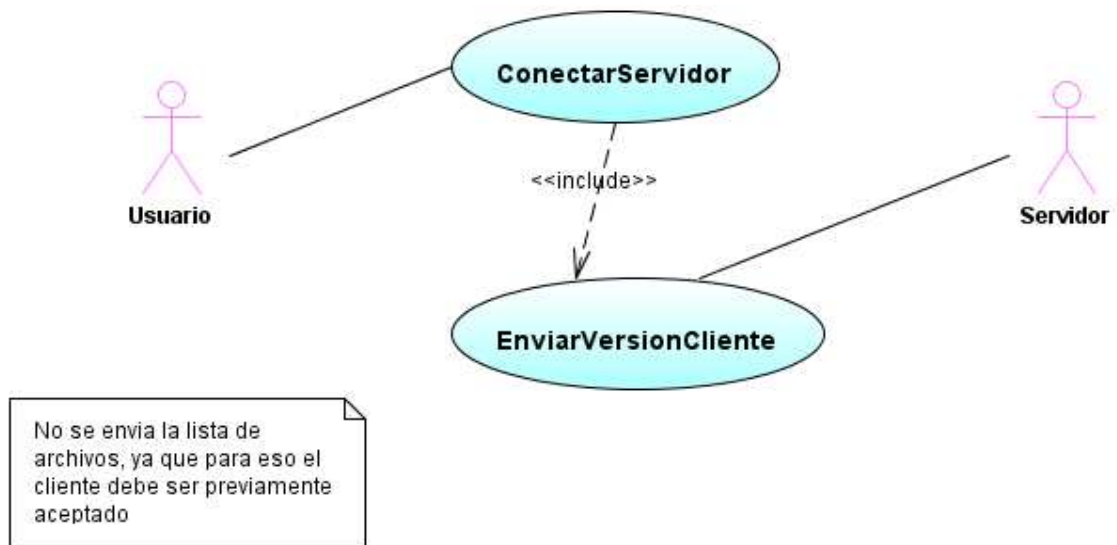 ConectarServidor
<<include>>
Usuario
Servidor
EnviarVersionCliente
No se envia la lista de
archivos, ya que para eso el
cliente debe ser previamente
aceptado